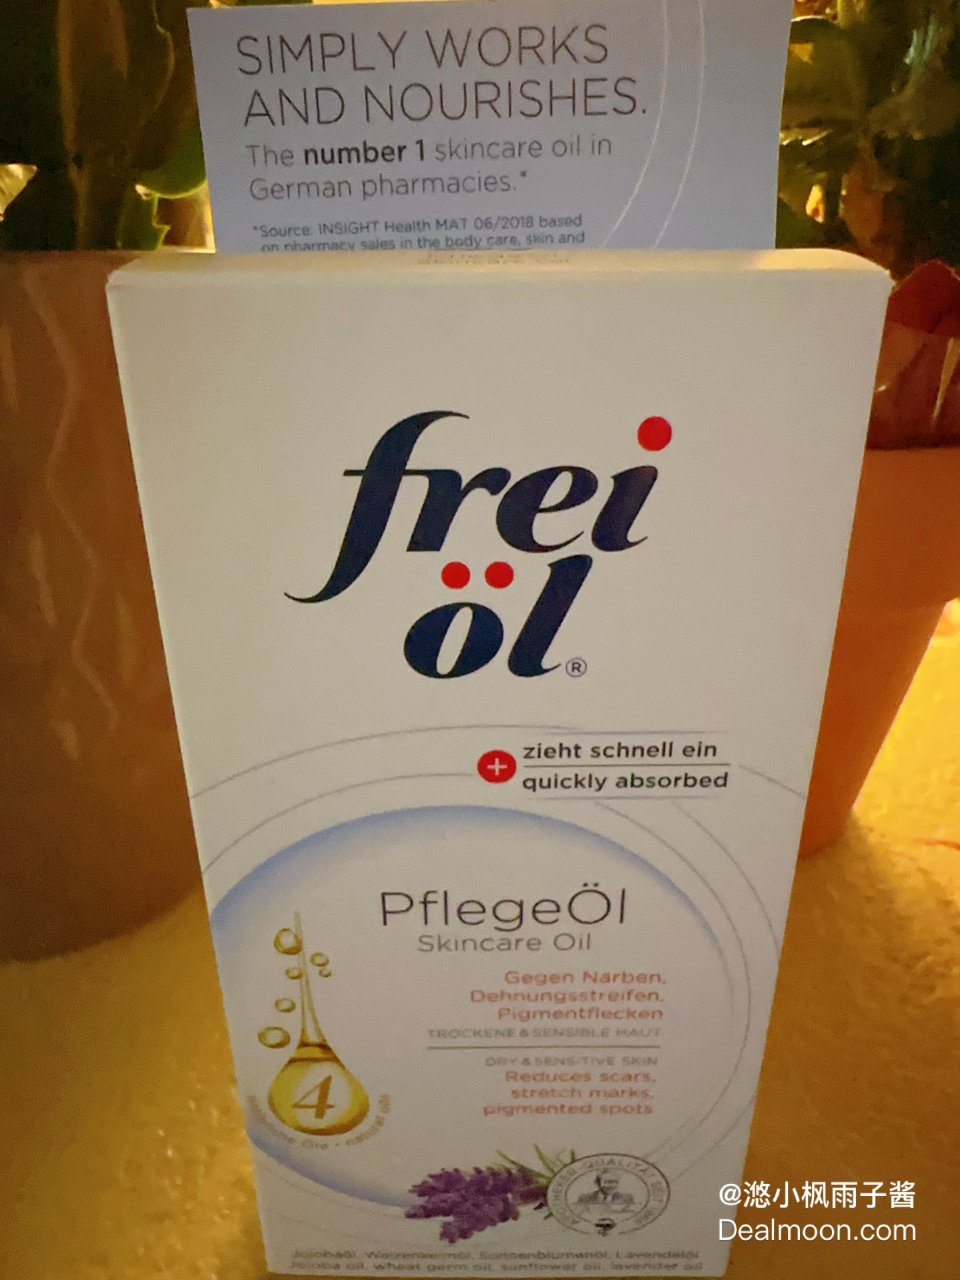 SIMPLY WORKS
AND NOURISHES.
The number 1 skincare oil in
German pharmacies.*
*Source: INSIGHT Health MAT 06/2018 based
on pharmacy sales in the body care, skin and
frei
öl®
zieht schnell ein
quickly absorbed
PflegeÖl
Skincare Oil
Gegen Narben,
Dehnungsstreifen,
Pigmentflecken
TROCKENE & SENSIBLE HAUT
DRY & SENSITIVE SKIN
Reduces scars,
stretch marks,
pigmented spots
4
natural oils
Jojobaöl, Weizenkeimöl, Sonnenblumenöl, Lavendelöl
Jojoba oil, wheat germ oil, sunflower oil, lavender oil
@滺小枫雨子酱
Dealmoon.com